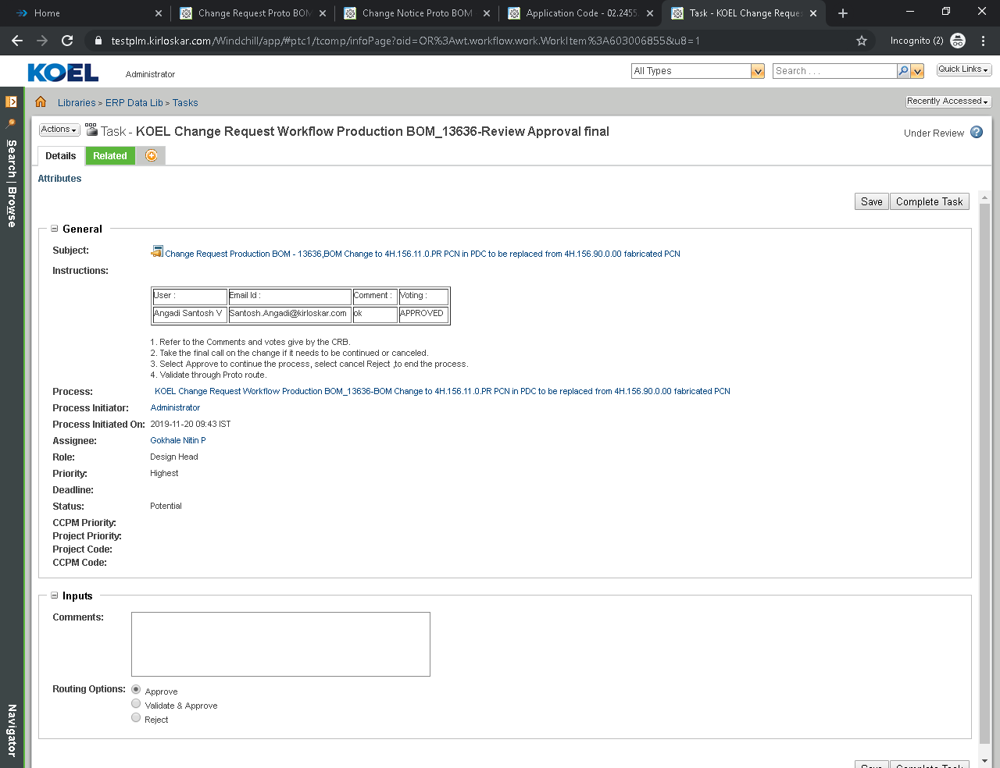 Home
Change Request Proto BOM
Change Notice Proto BOM
Application Code - 02.2455.
Task - KOEL Change Reques
testplm.kirloskar.com/Windchill/app/#ptc1/tcomp/infoPage?oid=OR%3Awt.workflow.work.WorkItem%3A603006855&u8=1
Incognito (2)
KOEL
Administrator
All Types
Search . . .
Quick Links
Libraries > ERP Data Lib > Tasks
Recently Accessed
Actions
Task - KOEL Change Request Workflow Production BOM_13636-Review Approval final
Under Review
Details
Related
Search | Browse
Attributes
Save
Complete Task
General
Subject:
Change Request Production BOM - 13636,BOM Change to 4H.156.11.0.PR PCN in PDC to be replaced from 4H.156.90.0.00 fabricated PCN
Instructions:
User : Email Id : Comment : Voting :
Angadi Santosh V Santosh.Angadi@kirloskar.com ok APPROVED
1. Refer to the Comments and votes give by the CRB.
2. Take the final call on the change if it needs to be continued or canceled.
3. Select Approve to continue the process, select cancel Reject ,to end the process.
4. Validate through Proto route.
Process: KOEL Change Request Workflow Production BOM_13636-BOM Change to 4H.156.11.0.PR PCN in PDC to be replaced from 4H.156.90.0.00 fabricated PCN
Process Initiator: Administrator
Process Initiated On: 2019-11-20 09:43 IST
Assignee: Gokhale Nitin P
Role: Design Head
Priority: Highest
Deadline:
Status: Potential
CCPM Priority:
Project Priority:
Project Code:
CCPM Code:
Inputs
Comments:
Routing Options: Approve
Validate & Approve
Reject
Navigator
Save
Complete Task